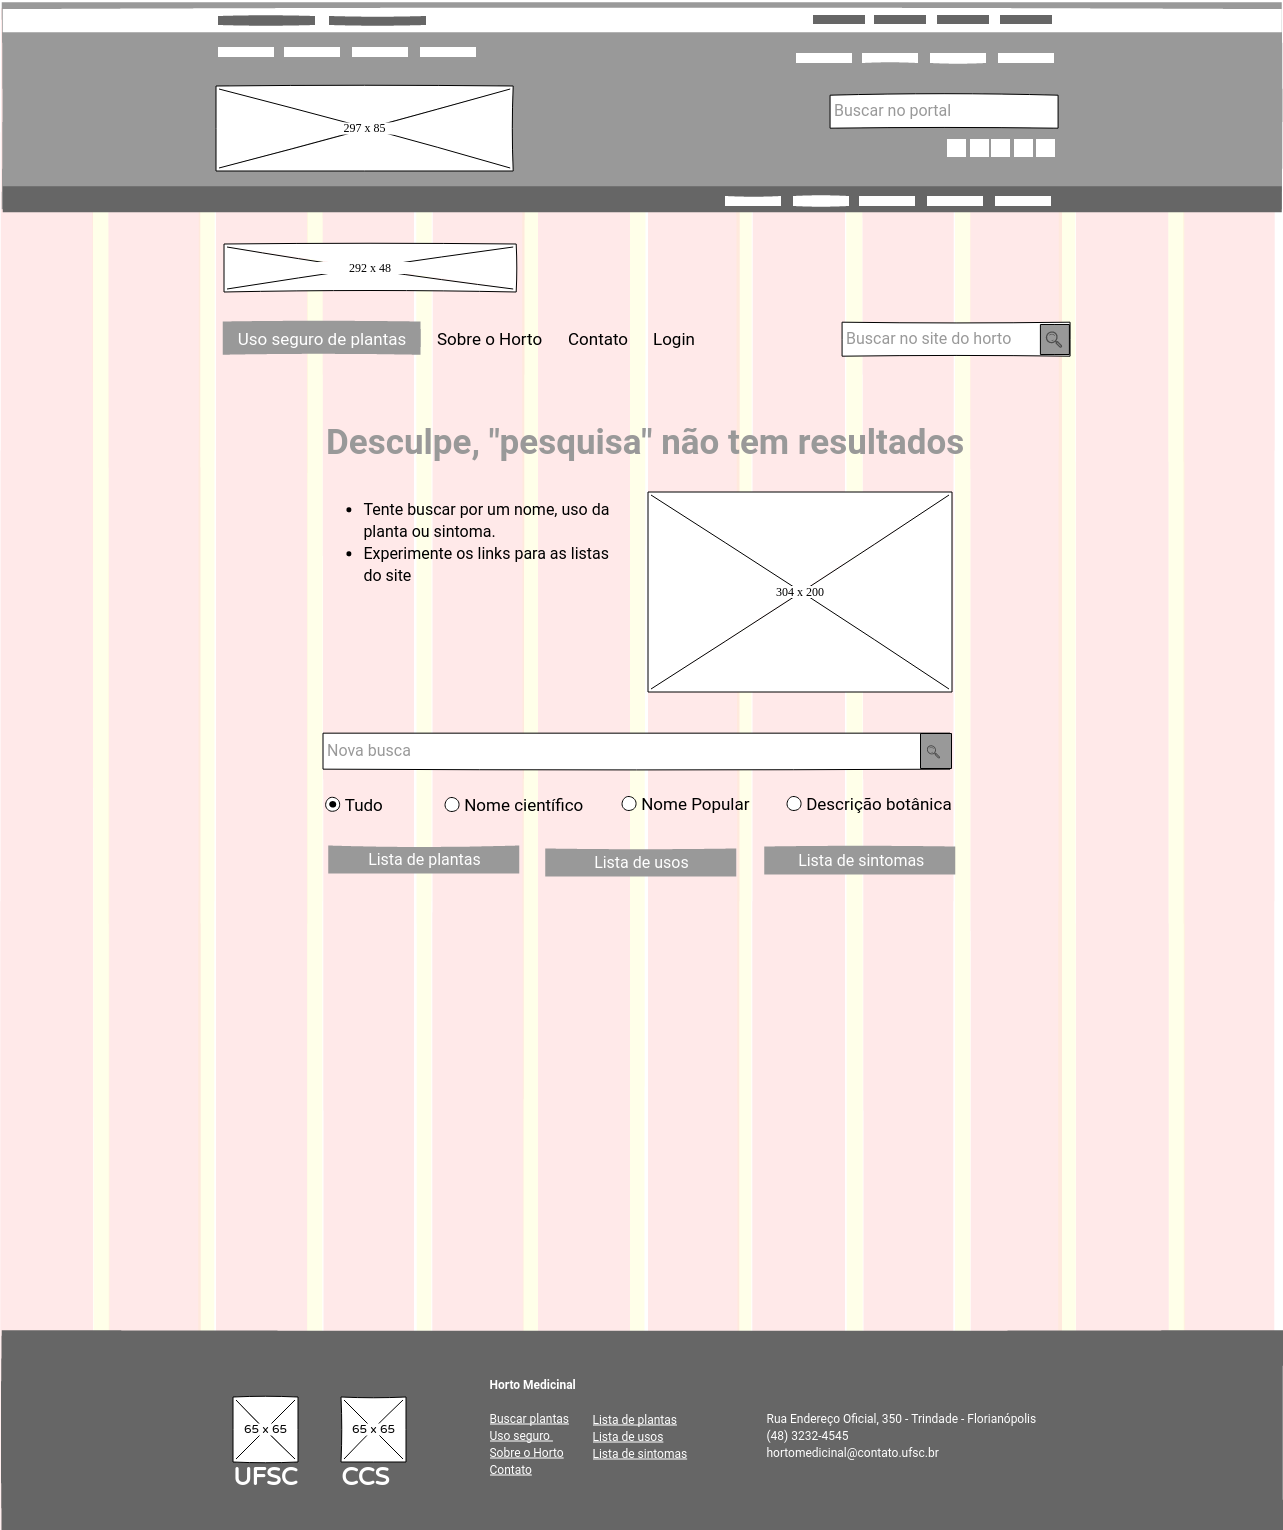 297 x 85
Buscar no portal
292 x 48
Uso seguro de plantas
Sobre o Horto
Contato
Login
Buscar no site do horto
Desculpe, "pesquisa" não tem resultados
Tente buscar por um nome, uso da
planta ou sintoma.
Experimente os links para as listas
do site
304 x 200
Nova busca
Tudo
Nome científico
Nome Popular
Descrição botânica
Lista de plantas
Lista de usos
Lista de sintomas
65 x 65
UFSC
65 x 65
CCS
Horto Medicinal
Buscar plantas
Uso seguro
Sobre o Horto
Contato
Lista de plantas
Lista de usos
Lista de sintomas
Rua Endereço Oficial, 350 - Trindade - Florianópolis
(48) 3232-4545
hortomedicinal@contato.ufsc.br